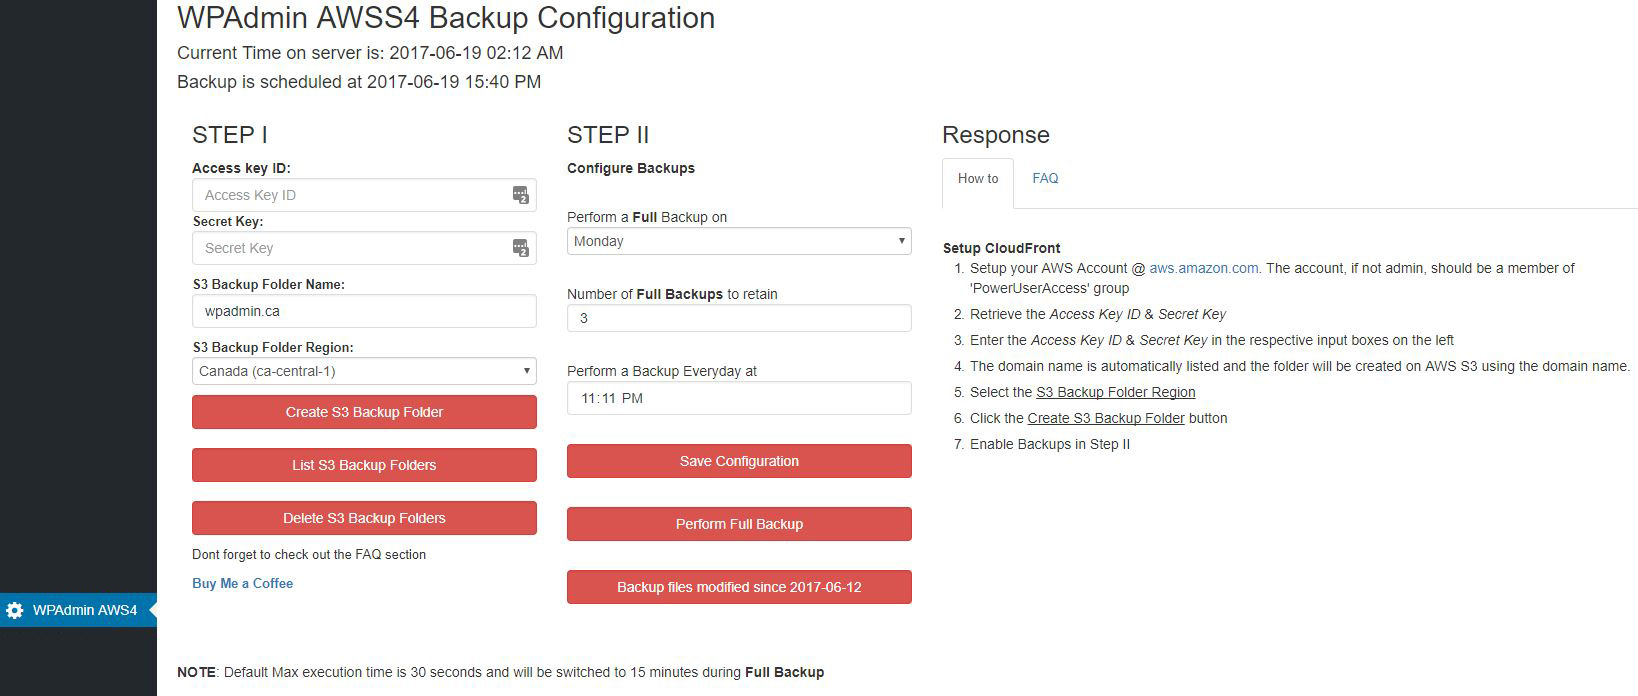 WPAdmin AWSS4 Backup Configuration
Current Time on server is: 2017-06-19 02:12 AM
Backup is scheduled at 2017-06-19 15:40 PM
STEP I
Access key ID:
Access Key ID
Secret Key:
Secret Key
S3 Backup Folder Name:
wpadmin.ca
S3 Backup Folder Region:
Canada (ca-central-1)
Create S3 Backup Folder
List S3 Backup Folders
Delete S3 Backup Folders
Dont forget to check out the FAQ section
Buy Me a Coffee
STEP II
Configure Backups
Perform a Full Backup on
Monday
Number of Full Backups to retain
3
Perform a Backup Everyday at
11:11 PM
Save Configuration
Perform Full Backup
Backup files modified since 2017-06-12
Response
How to
FAQ
Setup CloudFront
1. Setup your AWS Account @ aws.amazon.com. The account, if not admin, should be a member of
'PowerUserAccess' group
2. Retrieve the Access Key ID & Secret Key
3. Enter the Access Key ID & Secret Key in the respective input boxes on the left
4. The domain name is automatically listed and the folder will be created on AWS S3 using the domain name.
5. Select the S3 Backup Folder Region
6. Click the Create S3 Backup Folder button
7. Enable Backups in Step II
WPAdmin AWS4
NOTE: Default Max execution time is 30 seconds and will be switched to 15 minutes during Full Backup